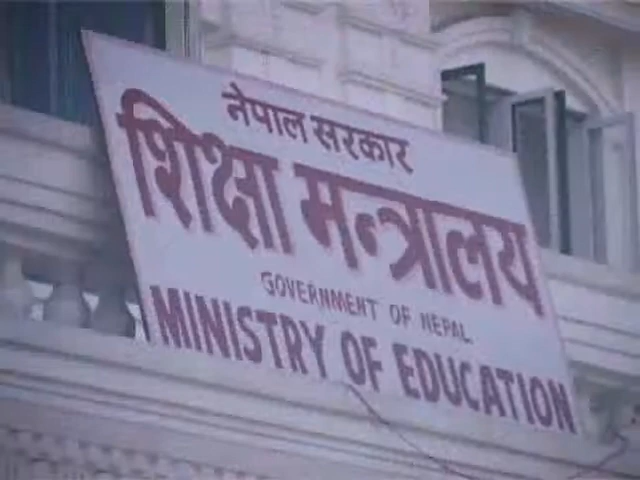 नेपाल सरकार
शिक्षा मन्त्रालय
GOVERNMENT OF NEPAL
MINISTRY OF EDUCATION